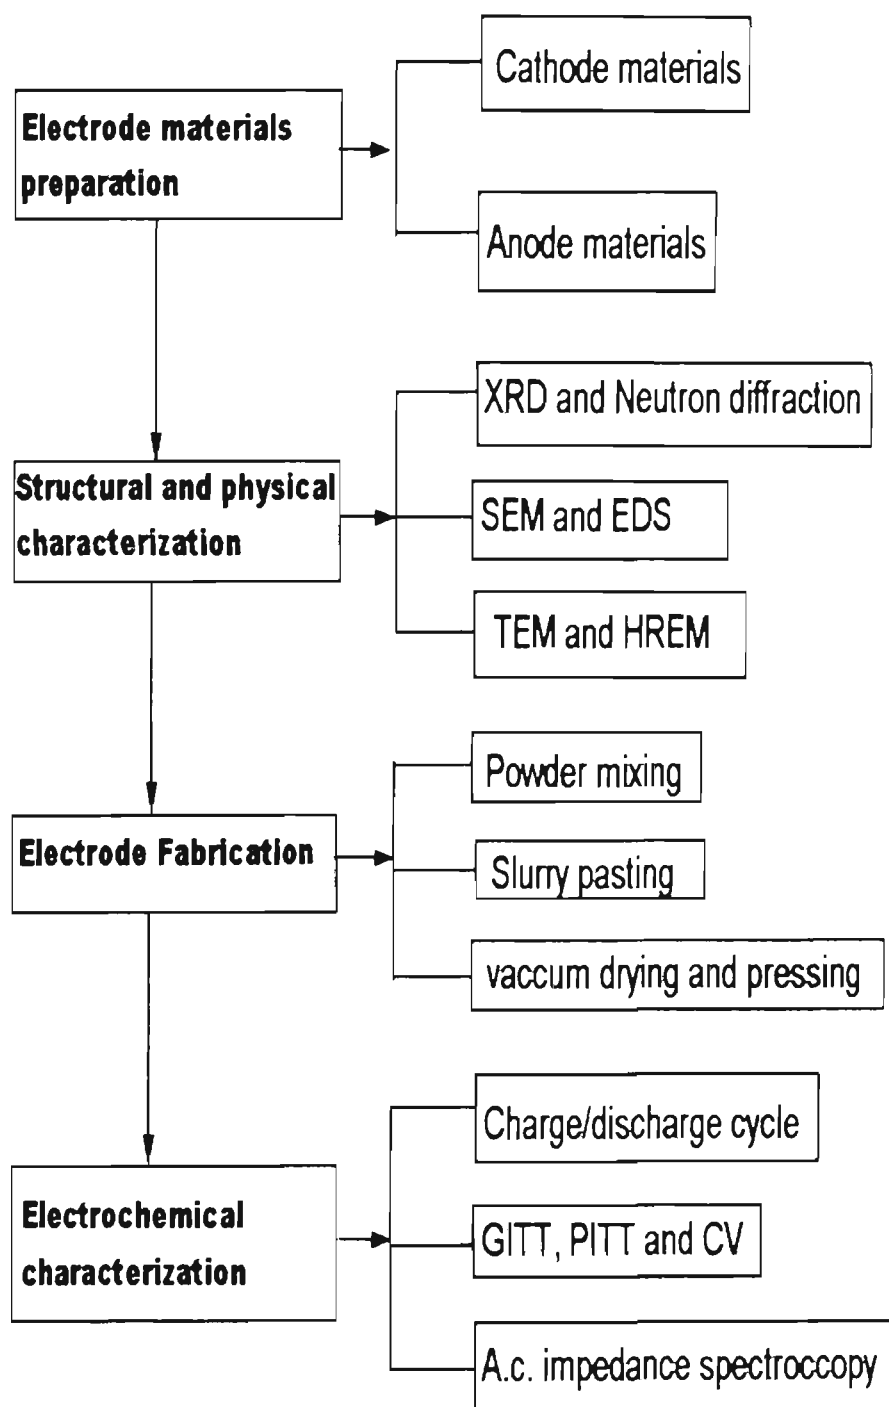 Cathode materials
Electrode materials
preparation
Anode materials
XRD and Neutron diffraction
Structural and physical
characterization
SEM and EDS
TEM and HREM
Powder mixing
Electrode Fabrication
Slurry pasting
vaccum drying and pressing
Charge/discharge cycle
Electrochemical
characterization
GITT, PITT and CV
A.c. impedance spectroccopy